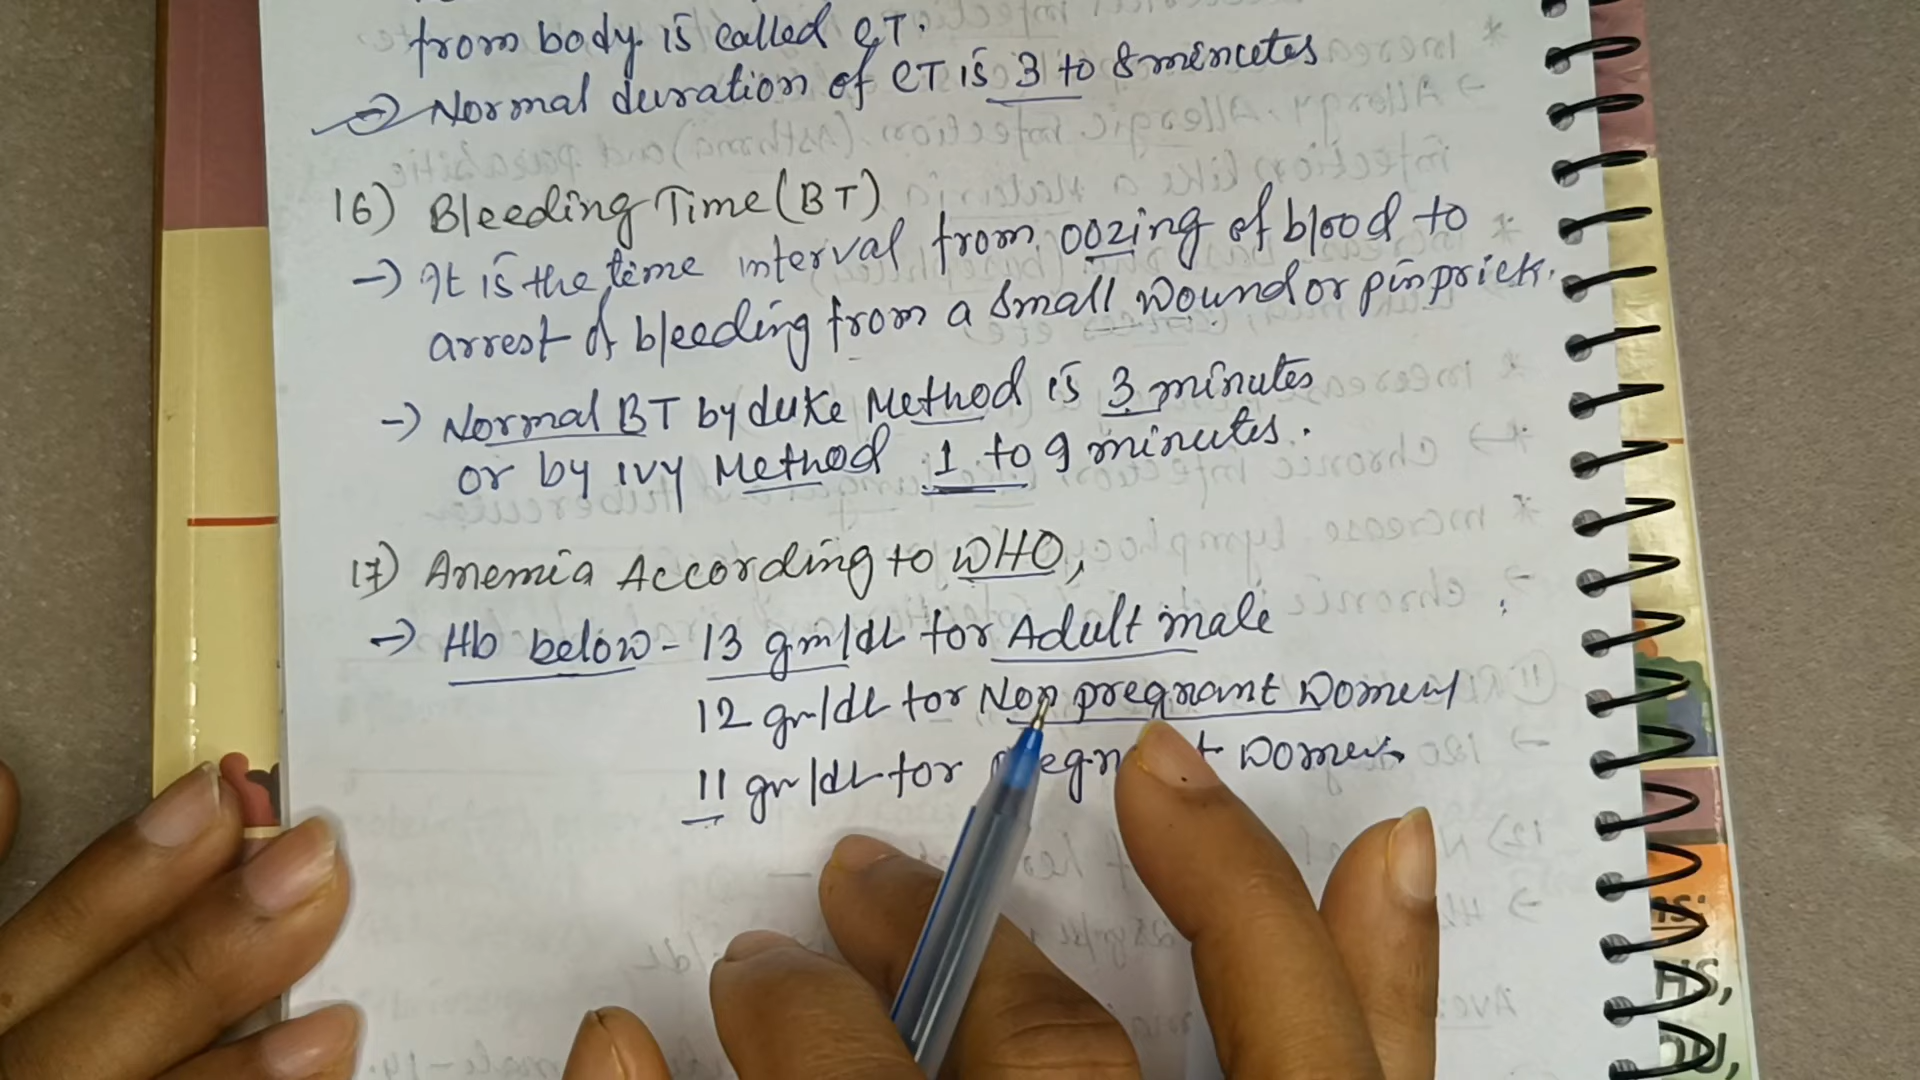 from body is called CT.
→ Normal duration of CT is 3 to 8 minutes
16) Bleeding Time (BT)
→ It is the time interval from oozing of blood to
arrest of bleeding from a small wound or pinprick.
→ Normal BT by duke Method is 3 minutes
or by IVY Method 1 to 9 minutes.
17) Anemia According to WHO,
→ Hb below - 13 gm/dL for Adult male
12 gm/dL for Non pregnant women
11 gm/dL for women